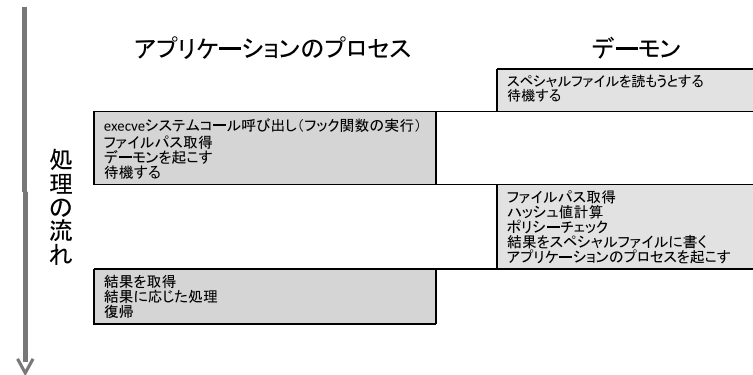 アプリケーションのプロセス
デーモン
スペシャルファイルを読もうとする
待機する
execveシステムコール呼び出し（フック関数の実行）
ファイルパス取得
デーモンを起こす
待機する
処理の流れ
ファイルパス取得
ハッシュ値計算
ポリシーチェック
結果をスペシャルファイルに書く
アプリケーションのプロセスを起こす
結果を取得
結果に応じた処理
復帰